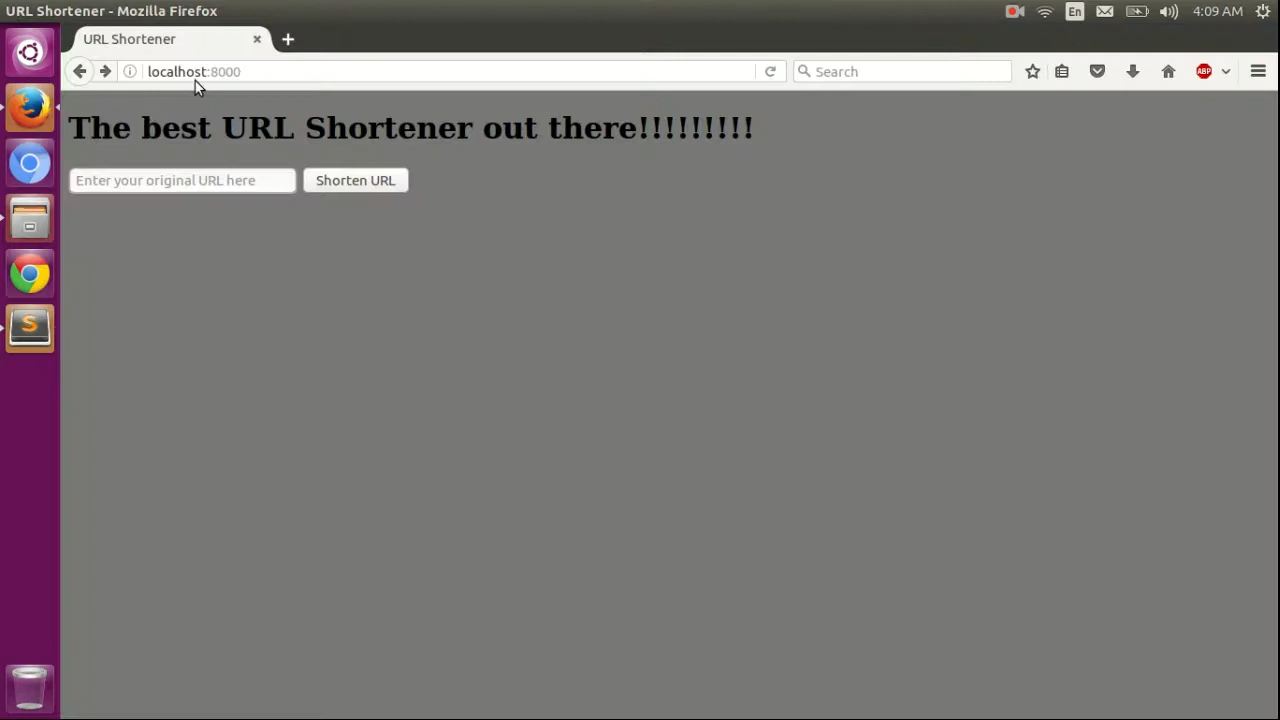 URL Shortener - Mozilla Firefox
En
4:09 AM
URL Shortener
localhost:8000
Search
ABP
The best URL Shortener out there!!!!!!!!!
Enter your original URL here
Shorten URL
S